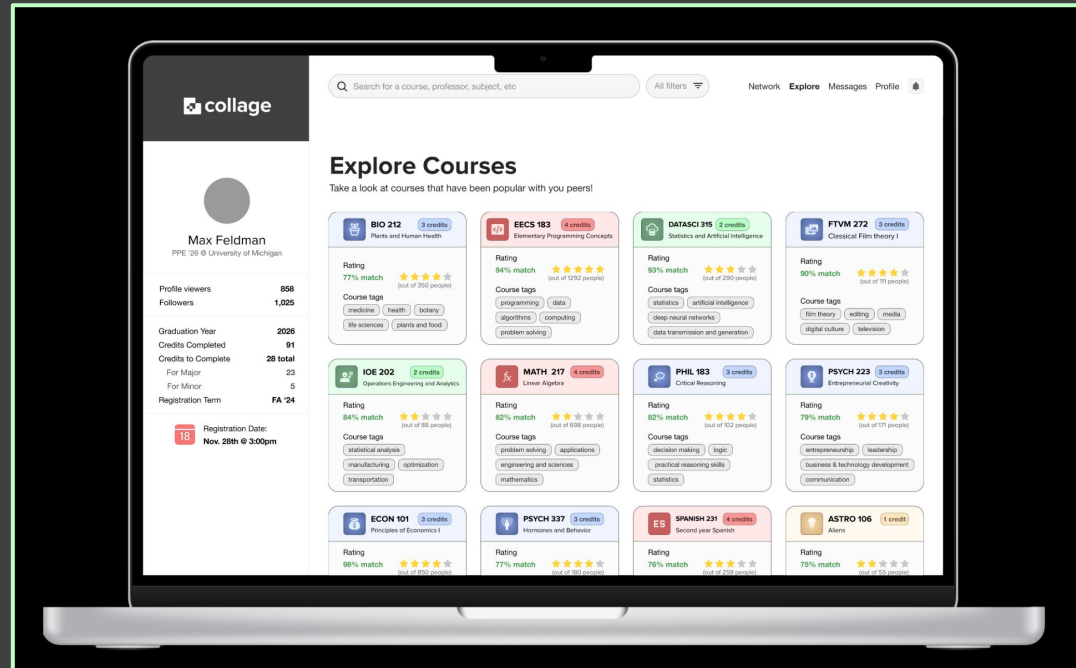 collage
Search for a course, professor, subject, etc
All filters
Network Explore Messages Profile
Max Feldman
PPE '26 @ University of Michigan
Profile viewers 858
Followers 1,025
Graduation Year 2026
Credits Completed 91
Credits to Complete 28 total
For Major 23
For Minor 5
Registration Term FA '24
18
Registration Date:
Nov. 28th @ 3:00pm
Explore Courses
Take a look at courses that have been popular with you peers!
BIO 212 3 credits
Plants and Human Health
Rating
77% match
(out of 350 people)
Course tags
medicine health botany
life sciences plants and food
</> EECS 183 4 credits
Elementary Programming Concepts
Rating
94% match
(out of 1292 people)
Course tags
programming data
algorithms computing
problem solving
DATASCI 315 2 credits
Statistics and Artificial Intelligence
Rating
93% match
(out of 290 people)
Course tags
statistics artificial intelligence
deep neural networks
data transmission and generation
FTVM 272 3 credits
Classical Film theory I
Rating
90% match
(out of 111 people)
Course tags
film theory editing media
digital culture television
IOE 202 2 credits
Operations Engineering and Analytics
Rating
84% match
(out of 88 people)
Course tags
statistical analysis
manufacturing optimization
transportation
fx MATH 217 4 credits
Linear Algebra
Rating
82% match
(out of 698 people)
Course tags
problem solving applications
engineering and sciences
mathematics
PHIL 183 3 credits
Critical Reasoning
Rating
82% match
(out of 102 people)
Course tags
decision making logic
practical reasoning skills
statistics
PSYCH 223 3 credits
Entrepreneurial Creativity
Rating
79% match
(out of 171 people)
Course tags
entrepreneurship leadership
business & technology development
communication
ECON 101 3 credits
Principles of Economics I
Rating
98% match
(out of 850 people)
PSYCH 337 3 credits
Hormones and Behavior
Rating
77% match
(out of 180 people)
ES SPANISH 231 4 credits
Second year Spanish
Rating
76% match
(out of 259 people)
ASTRO 106 1 credit
Aliens
Rating
75% match
(out of 55 people)